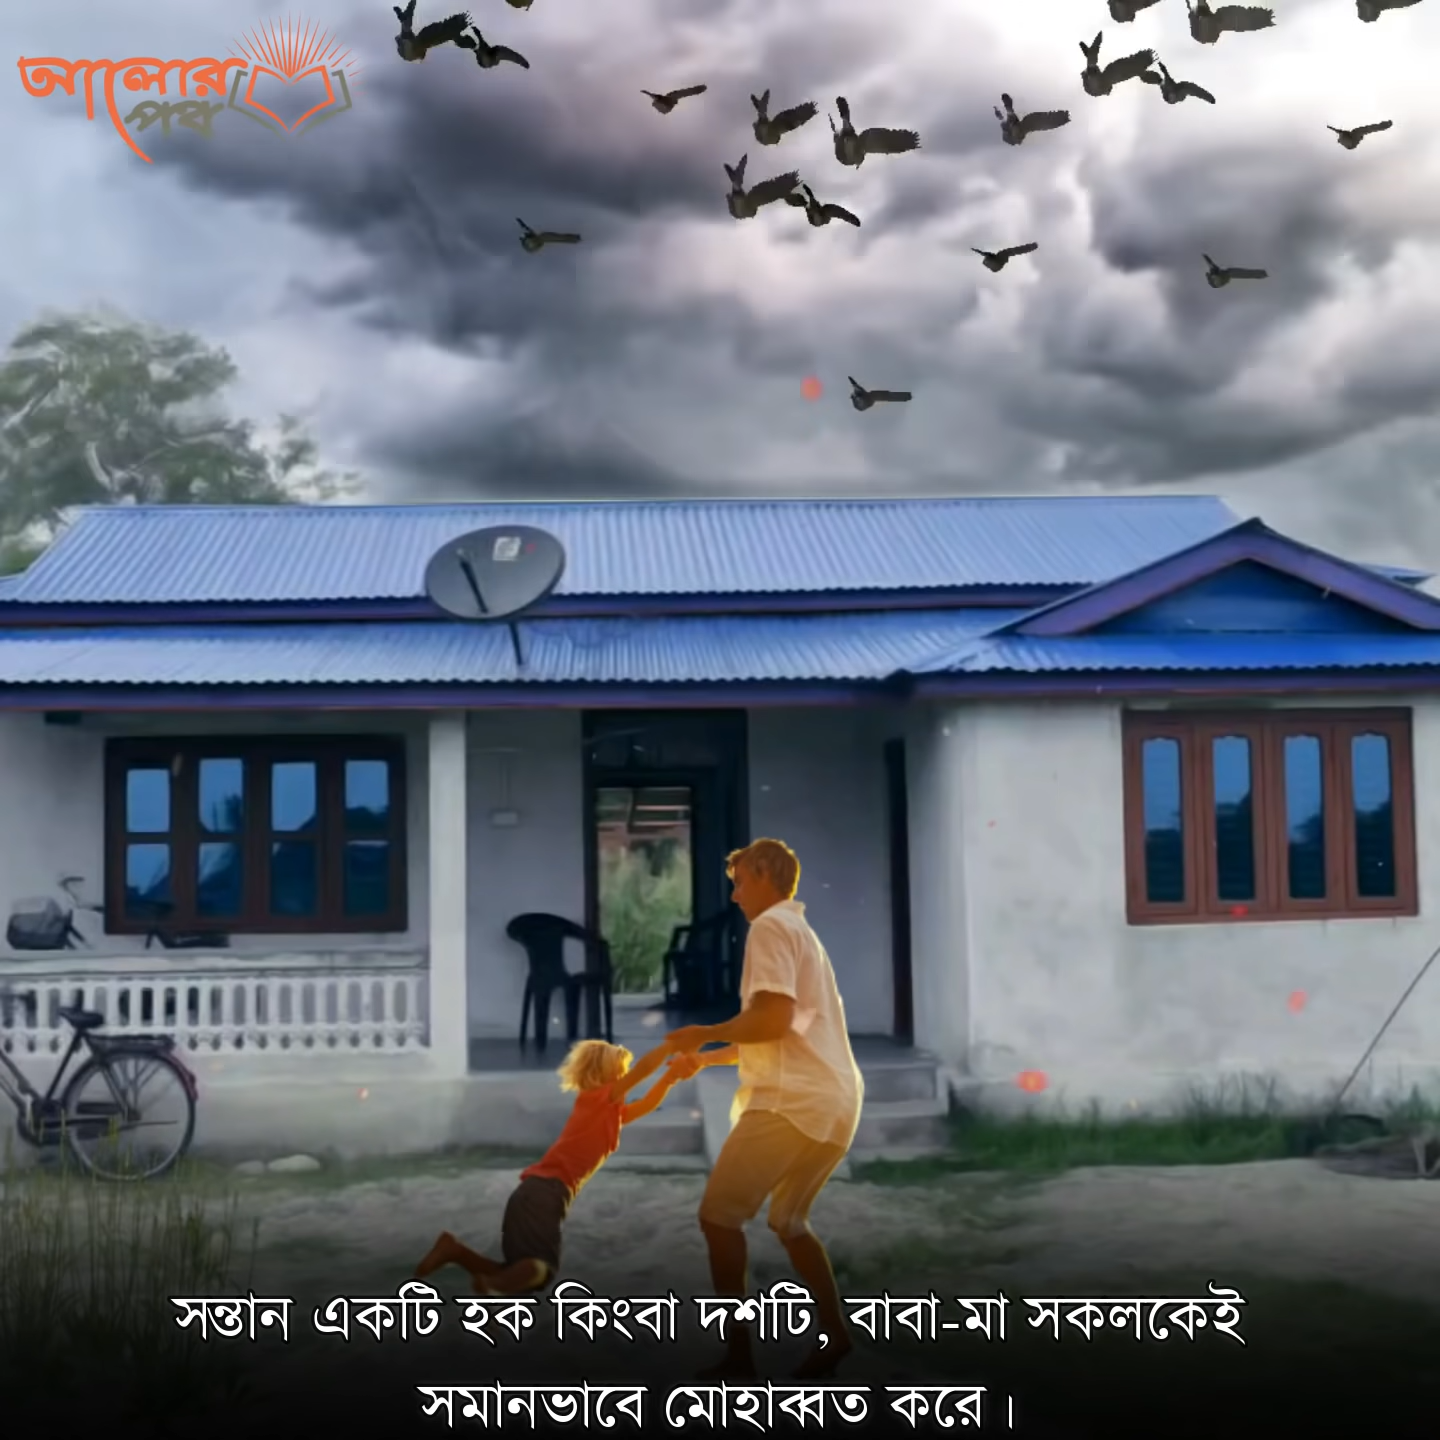 আলোর
পথ
সন্তান একটি হক কিংবা দশটি, বাবা-মা সকলকেই
সমানভাবে মোহাব্বত করে।